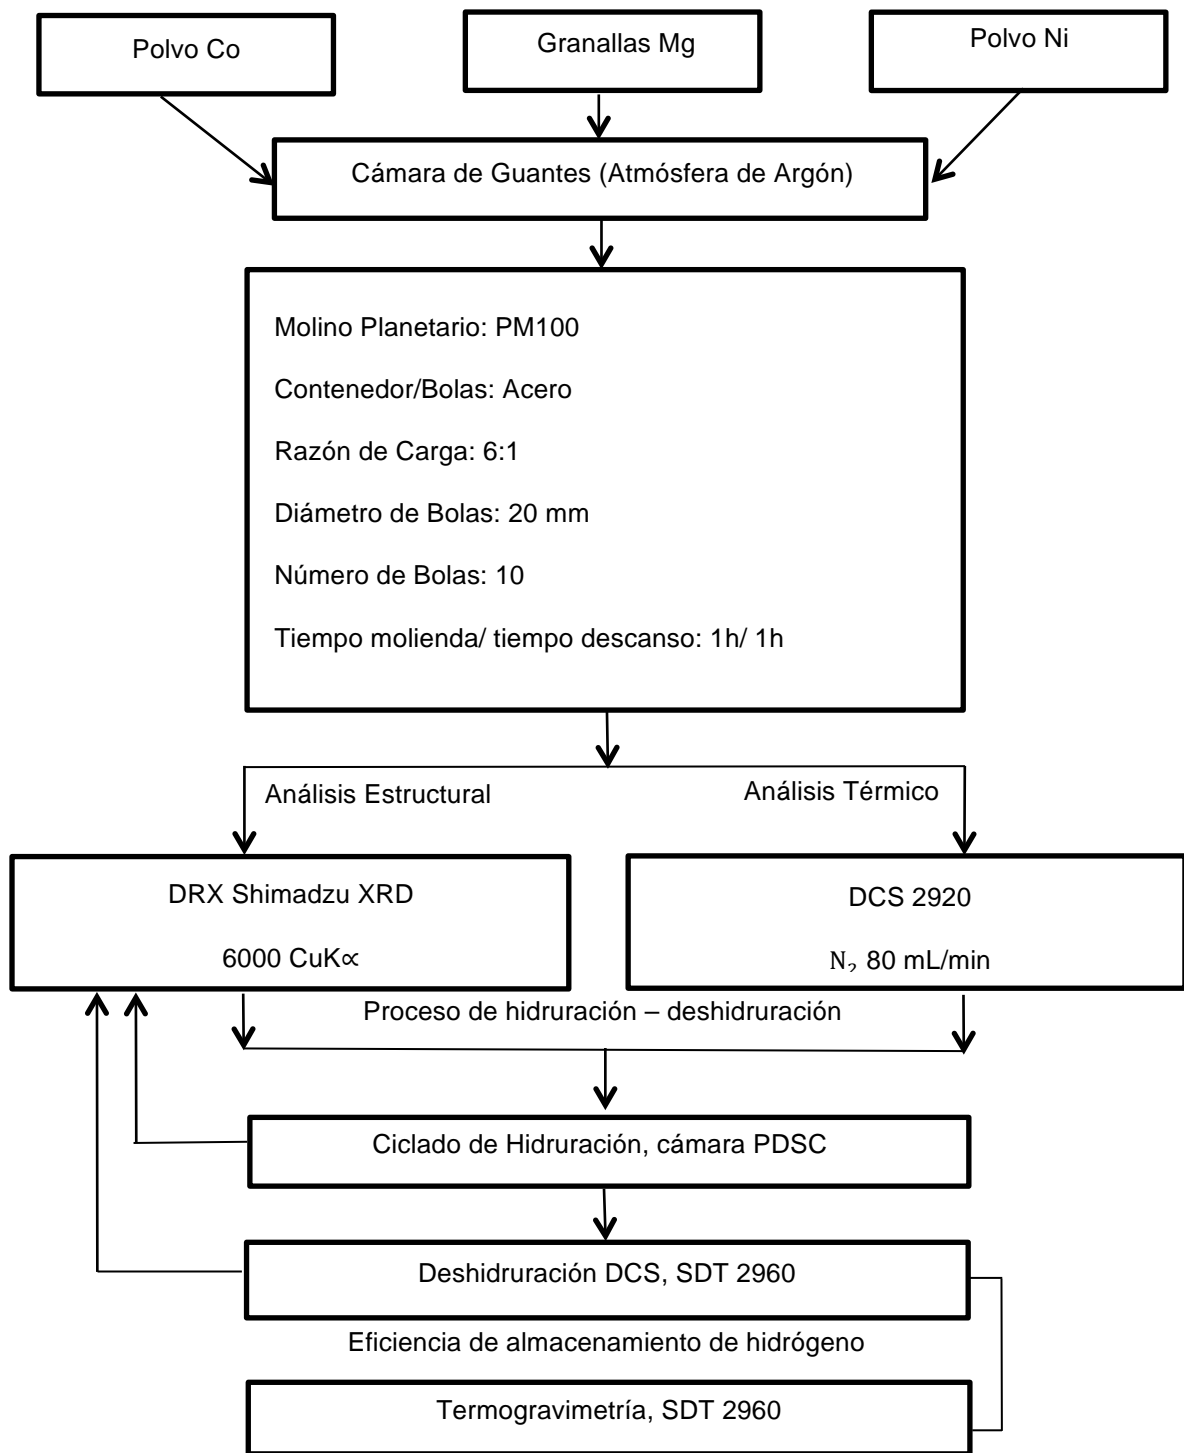 Polvo Co
Granallas Mg
Polvo Ni
Cámara de Guantes (Atmósfera de Argón)
Molino Planetario: PM100
Contenedor/Bolas: Acero
Razón de Carga: 6:1
Diámetro de Bolas: 20 mm
Número de Bolas: 10
Tiempo molienda/ tiempo descanso: 1h/ 1h
Análisis Estructural
Análisis Térmico
DRX Shimadzu XRD
6000 CuK∝
DCS 2920
N₂ 80 mL/min
Proceso de hidruración – deshidruración
Ciclado de Hidruración, cámara PDSC
Deshidruración DCS, SDT 2960
Eficiencia de almacenamiento de hidrógeno
Termogravimetría, SDT 2960